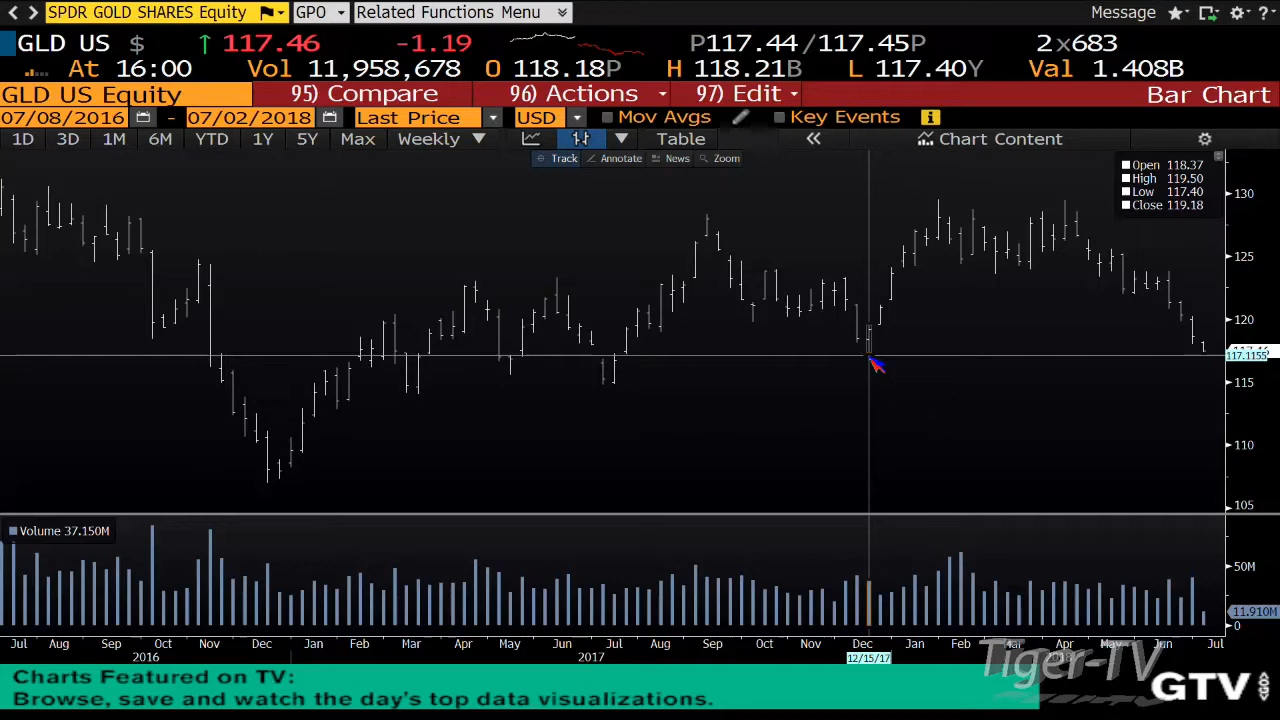 SPDR GOLD SHARES Equity GPO Related Functions Menu Message
GLD US $ ↑ 117.46 -1.19 P117.44/117.45P 2x683
At 16:00 Vol 11,958,678 O 118.18P H 118.21B L 117.40Y Val 1.408B
GLD US Equity 95) Compare 96) Actions 97) Edit Bar Chart
07/08/2016 - 07/02/2018 Last Price USD Mov Avgs Key Events
1D 3D 1M 6M YTD 1Y 5Y Max Weekly Table Chart Content
Track Annotate News Zoom
Open 118.37
High 119.50
Low 117.40
Close 119.18
130
125
120
117.1155
115
110
105
Volume 37.150M
50M
11.910M
0
Jul Aug Sep Oct Nov Dec Jan Feb Mar Apr May Jun Jul Aug Sep Oct Nov Dec Jan Feb Mar Apr May Jun Jul
2016 2017 12/15/17 2018
Tiger-TV
Charts Featured on TV:
Browse, save and watch the day's top data visualizations.
GTV